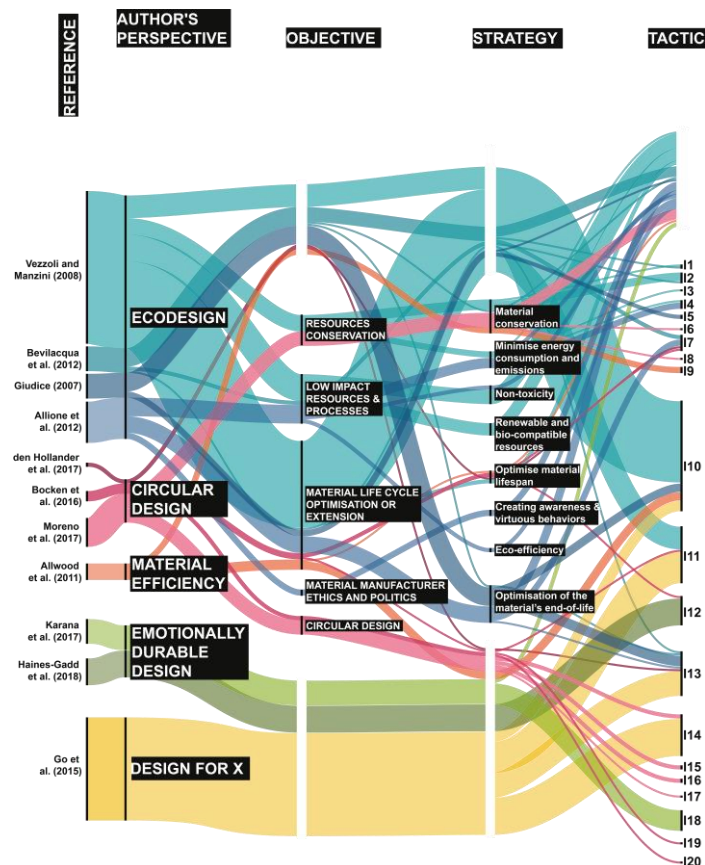 REFERENCE
AUTHOR'S
PERSPECTIVE
OBJECTIVE
STRATEGY
TACTIC
Vezzoli and
Manzini (2008)
Bevilacqua
et al. (2012)
Giudice (2007)
Allione et al.
(2012)
den Hollander
et al. (2017)
Bocken et al.
(2016)
Moreno et
al. (2017)
Allwood et
al. (2011)
Karana et al.
(2017)
Haines-Gadd
et al. (2018)
Go et
al. (2015)
ECODESIGN
CIRCULAR
DESIGN
MATERIAL
EFFICIENCY
EMOTIONALLY
DURABLE
DESIGN
DESIGN FOR X
RESOURCES
CONSERVATION
LOW IMPACT
RESOURCES &
PROCESSES
MATERIAL LIFE CYCLE
OPTIMISATION OR
EXTENSION
MATERIAL MANUFACTURER
ETHICS AND POLITICS
CIRCULAR DESIGN
Material
conservation
Minimise energy
consumption and
emissions
Non-toxicity
Renewable and
bio-compatible
resources
Optimise material
lifespan
Creating awareness &
virtuous behaviors
Eco-efficiency
Optimisation of the
material's end-of-life
I1
I2
I3
I4
I5
I6
I7
I8
I9
I10
I11
I12
I13
I14
I15
I16
I17
I18
I19
I20